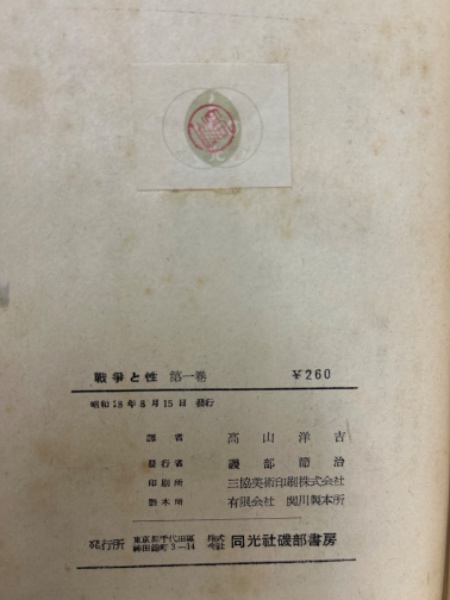 戰爭と性 第一巻 ¥260
昭和28年8月15日 發行
譯者 高山洋吉
發行者 磯部節治
印刷所 三協美術印刷株式会社
製本所 有限会社 関川製本所
発行所 東京都千代田區神田錦町3-14 株式会社 同光社磯部書房